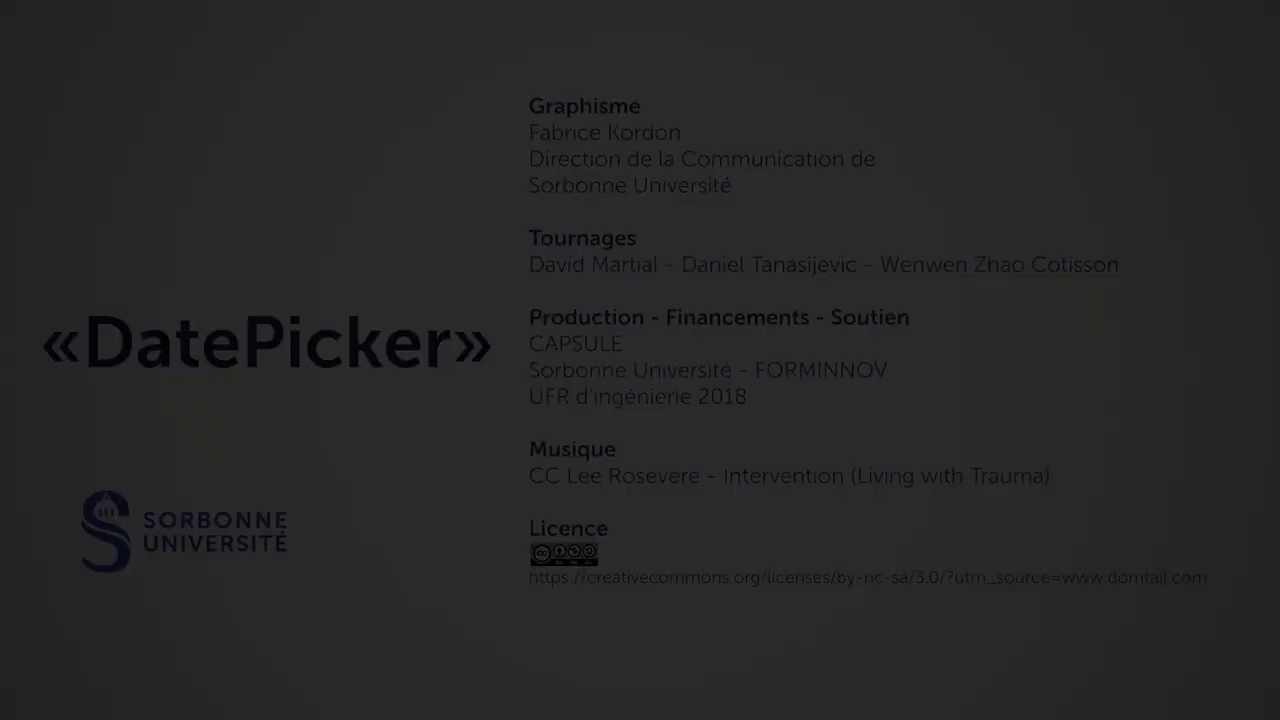 «DatePicker»
SORBONNE
UNIVERSITÉ
Graphisme
Fabrice Kordon
Direction de la Communication de
Sorbonne Université
Tournages
David Martial - Daniel Tanasijevic - Wenwen Zhao Cotisson
Production - Financements - Soutien
CAPSULE
Sorbonne Université - FORMINNOV
UFR d'ingénierie 2018
Musique
CC Lee Rosevere - Intervention (Living with Trauma)
Licence
https://creativecommons.org/licenses/by-nc-sa/3.0/?utm_source=www.domtail.com